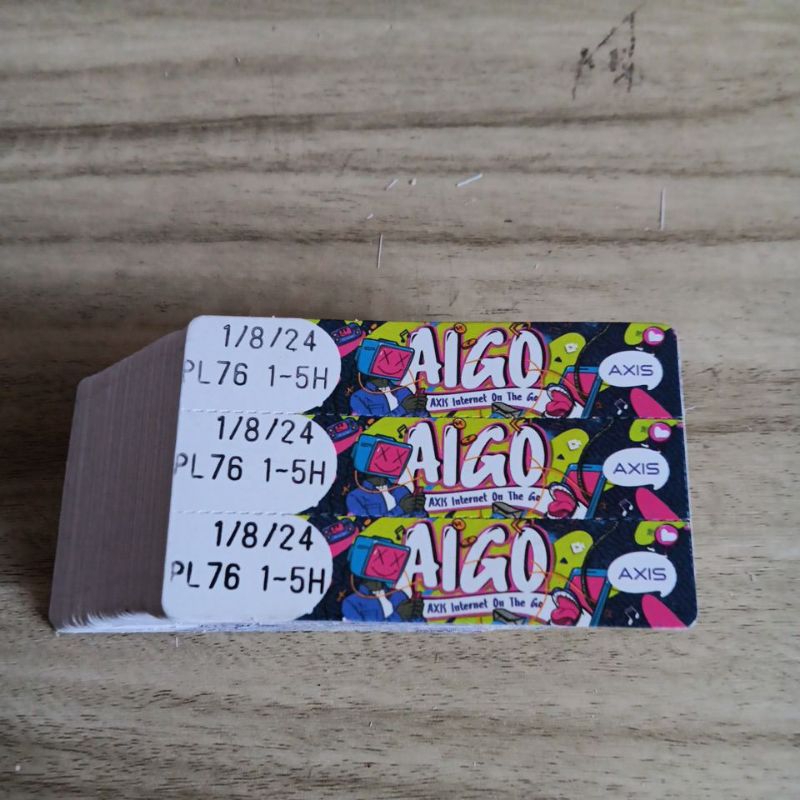 1/8/24
PL76 1-5H
AIGO
AXIS Internet On The Go
AXIS
1/8/24
PL76 1-5H
AIGO
AXIS Internet On The Go
AXIS
1/8/24
PL76 1-5H
AIGO
AXIS Internet On The Go
AXIS